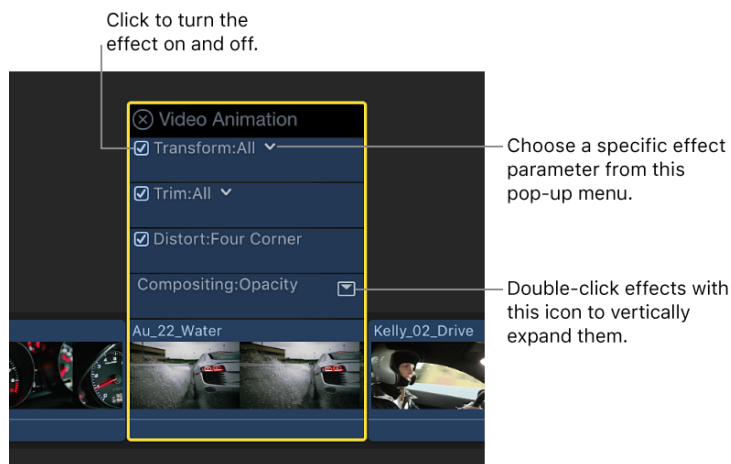 Click to turn the
effect on and off.
Video Animation
Transform:All
Choose a specific effect
parameter from this
pop-up menu.
Trim:All
Distort:Four Corner
Compositing:Opacity
Double-click effects with
this icon to vertically
expand them.
Au_22_Water
Kelly_02_Drive